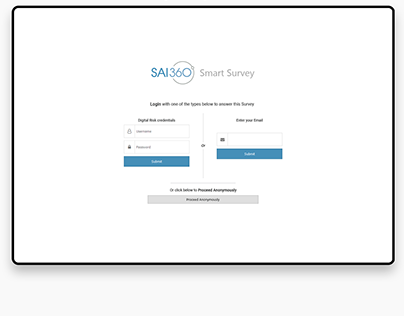 SAI360° Smart Survey
Login with one of the types below to answer this Survey
Digital Risk credentials
Username
Password
Submit
or
Enter your Email
Submit
Or click below to Proceed Anonymously
Proceed Anonymously